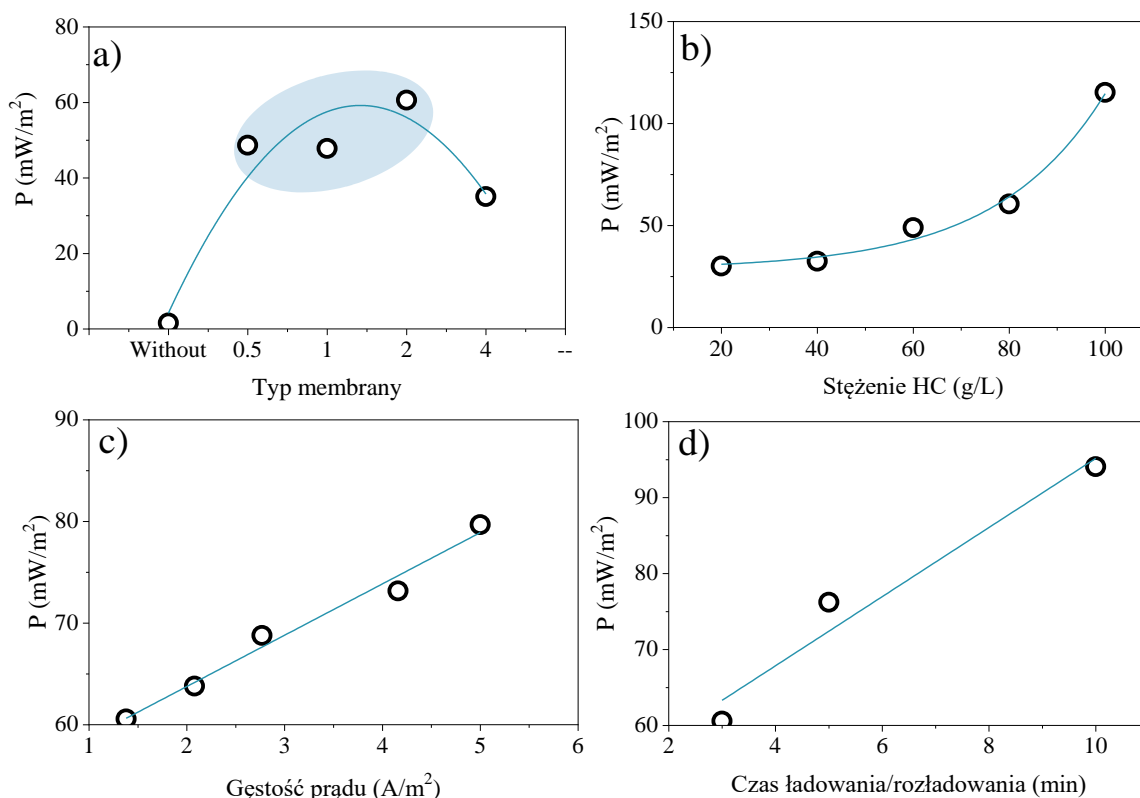 a)
P (mW/m²)
80
60
40
20
0
Without 0.5 1 2 4 --
Typ membrany
b)
P (mW/m²)
150
100
50
0
20 40 60 80 100
Stężenie HC (g/L)
c)
P (mW/m²)
90
80
70
60
1 2 3 4 5 6
Gęstość prądu (A/m²)
d)
P (mW/m²)
100
90
80
70
60
2 4 6 8 10
Czas ładowania/rozładowania (min)